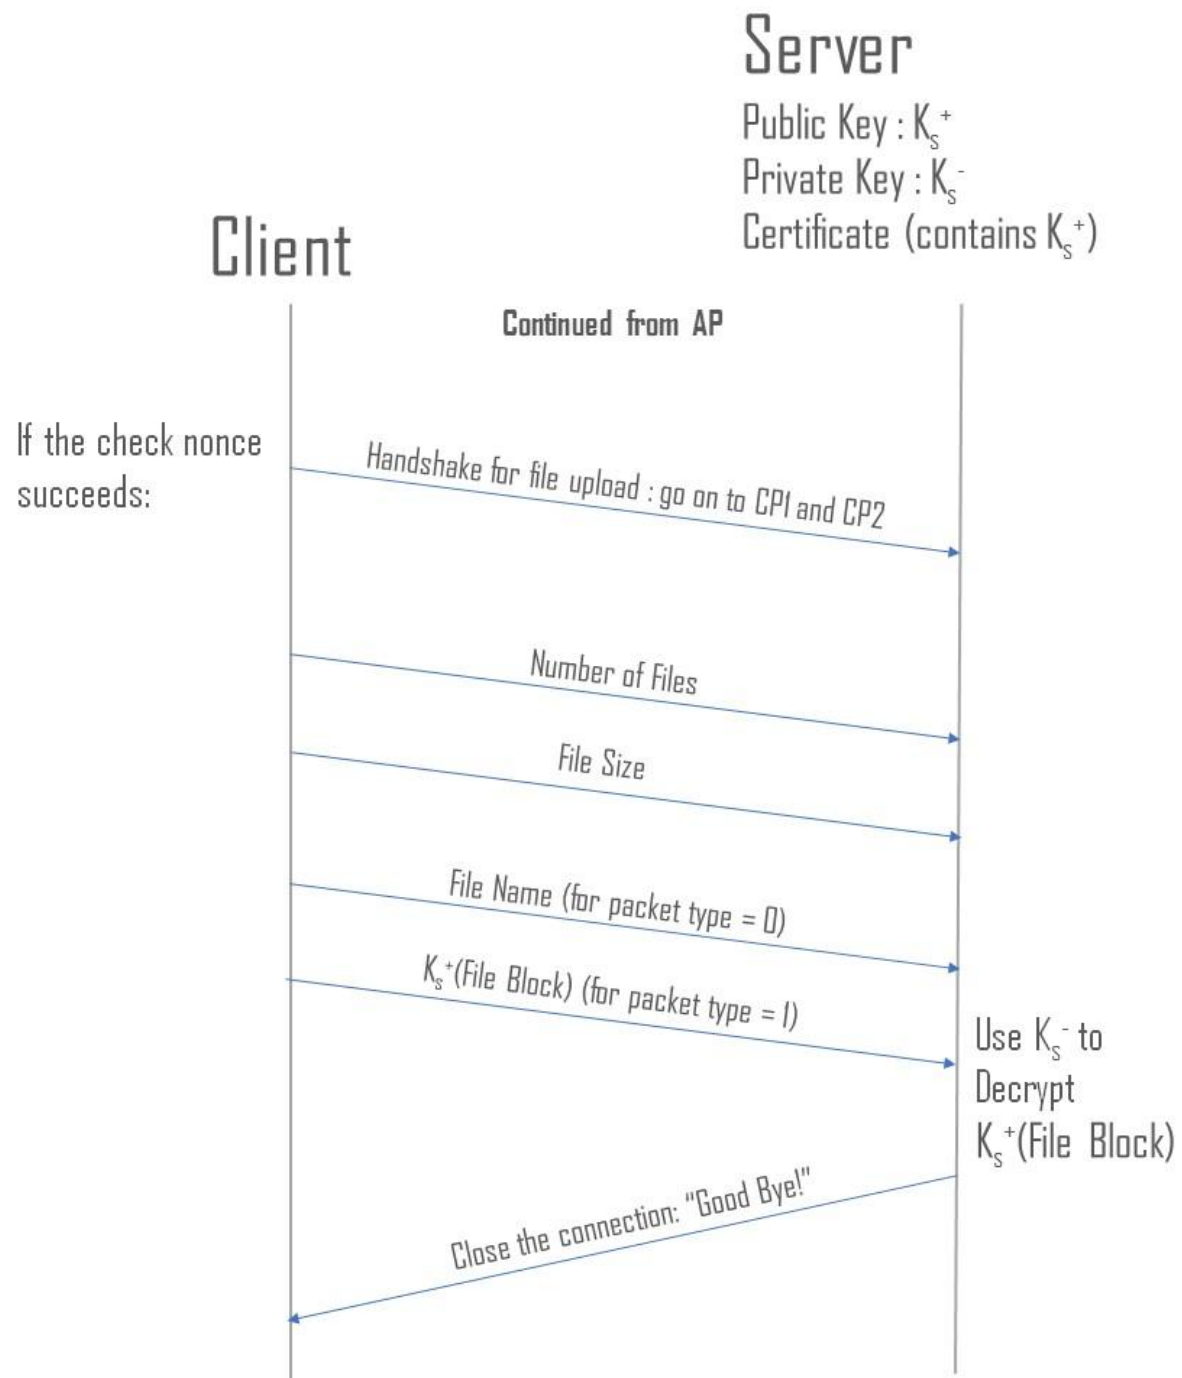 Server
Public Key : Kₛ⁺
Private Key : Kₛ⁻
Certificate (contains Kₛ⁺)
Client
Continued from AP
If the check nonce
succeeds:
Handshake for file upload : go on to CP1 and CP2
Number of Files
File Size
File Name (for packet type = 0)
Kₛ⁺(File Block) (for packet type = 1)
Use Kₛ⁻ to
Decrypt
Kₛ⁺(File Block)
Close the connection: “Good Bye!”